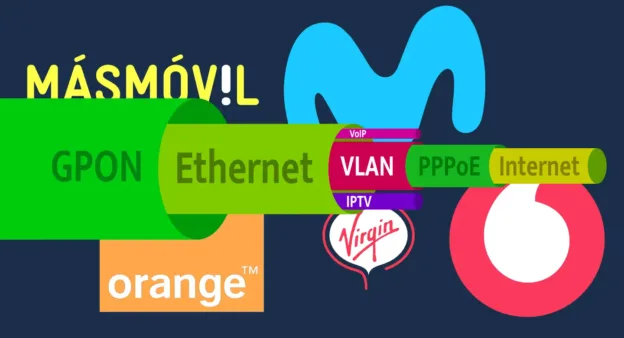 MÁSMÓV!L
GPON
Ethernet
VoIP
VLAN
IPTV
PPPoE
Internet
orange™
Virgin